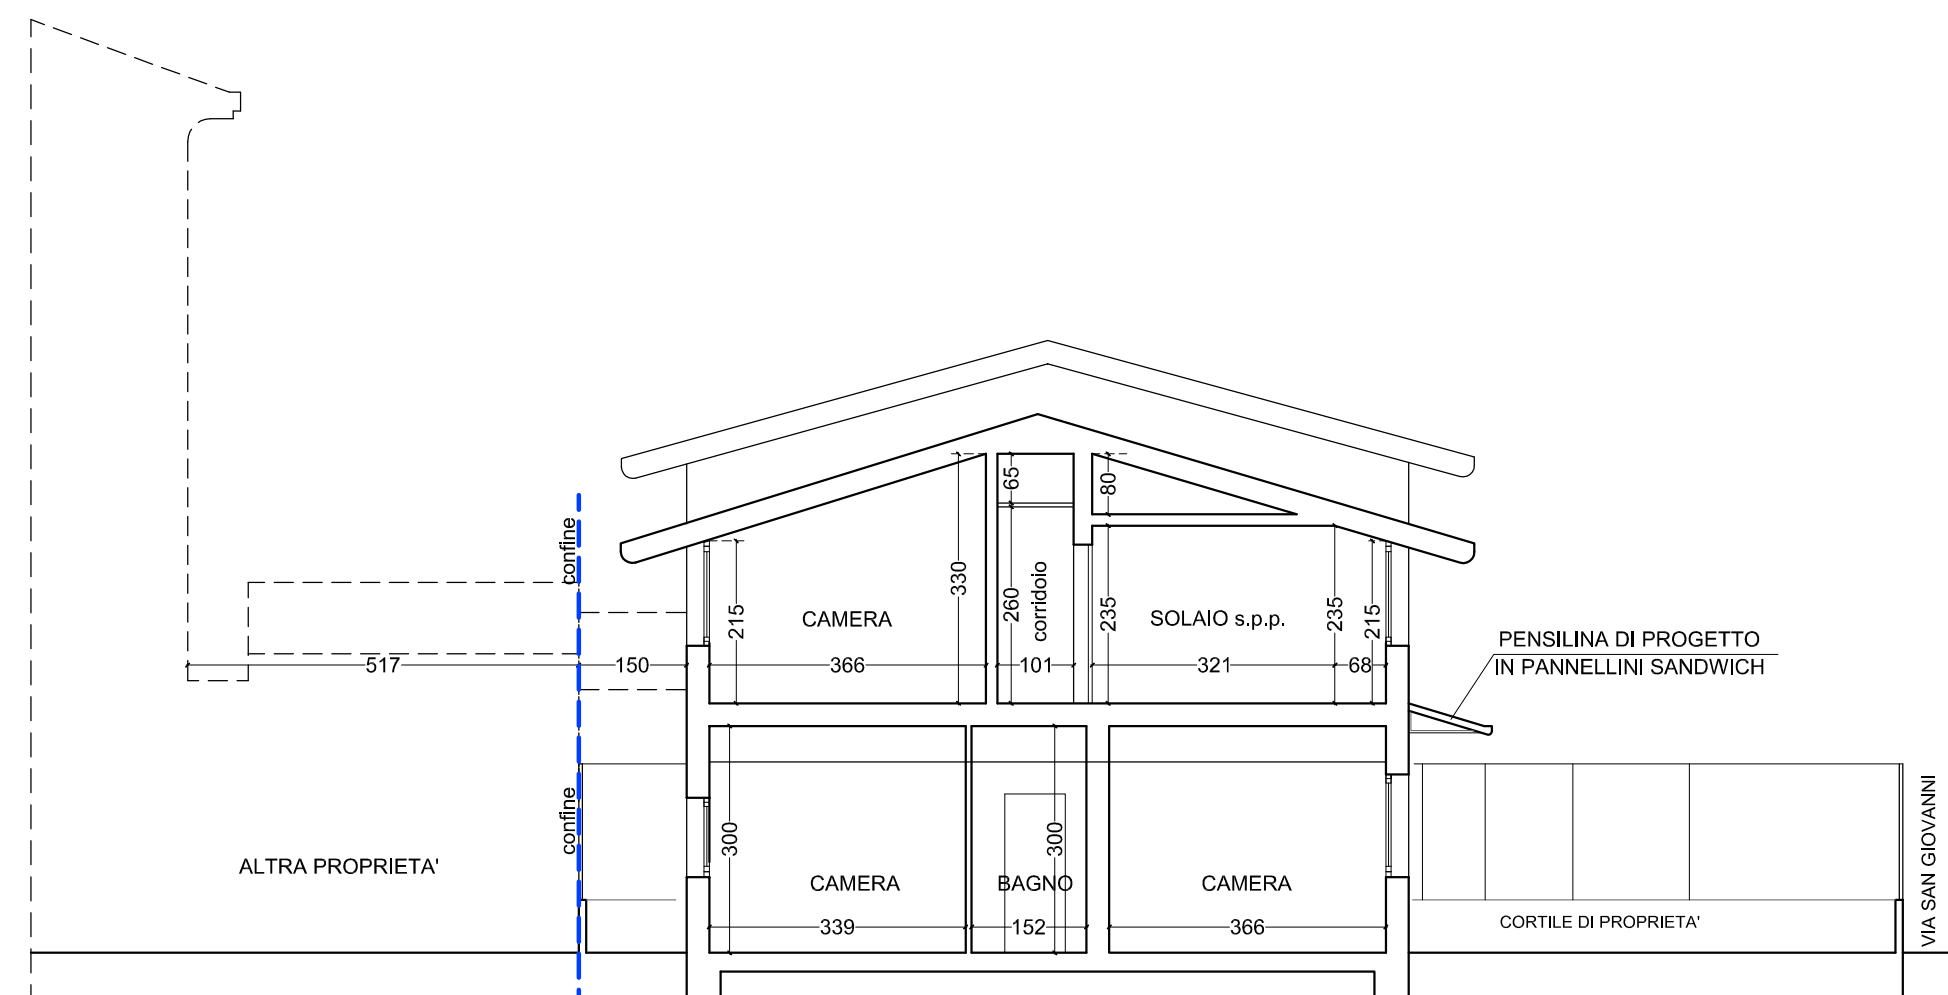 65
80
confine
330
260
corridoio
235
235
215
215
CAMERA
SOLAIO s.p.p.
PENSILINA DI PROGETTO
IN PANNELLINI SANDWICH
517
150
366
101
321
68
confine
300
300
VIA SAN GIOVANNI
ALTRA PROPRIETA'
CAMERA
BAGNO
CAMERA
CORTILE DI PROPRIETA'
339
152
366